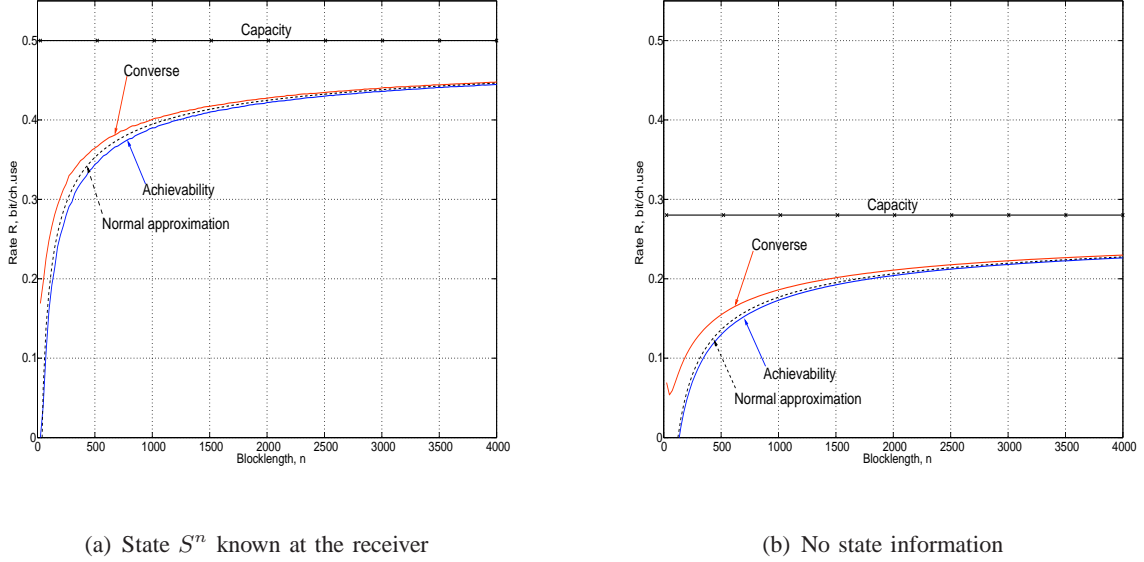 0.5
0.4
0.3
0.2
0.1
0
Rate R, bit/ch.use
Capacity
Converse
Achievability
Normal approximation
0 500 1000 1500 2000 2500 3000 3500 4000
Blocklength, n
(a) State S^n known at the receiver
0.5
0.4
0.3
0.2
0.1
0
Rate R, bit/ch.use
Capacity
Converse
Achievability
Normal approximation
0 500 1000 1500 2000 2500 3000 3500 4000
Blocklength, n
(b) No state information